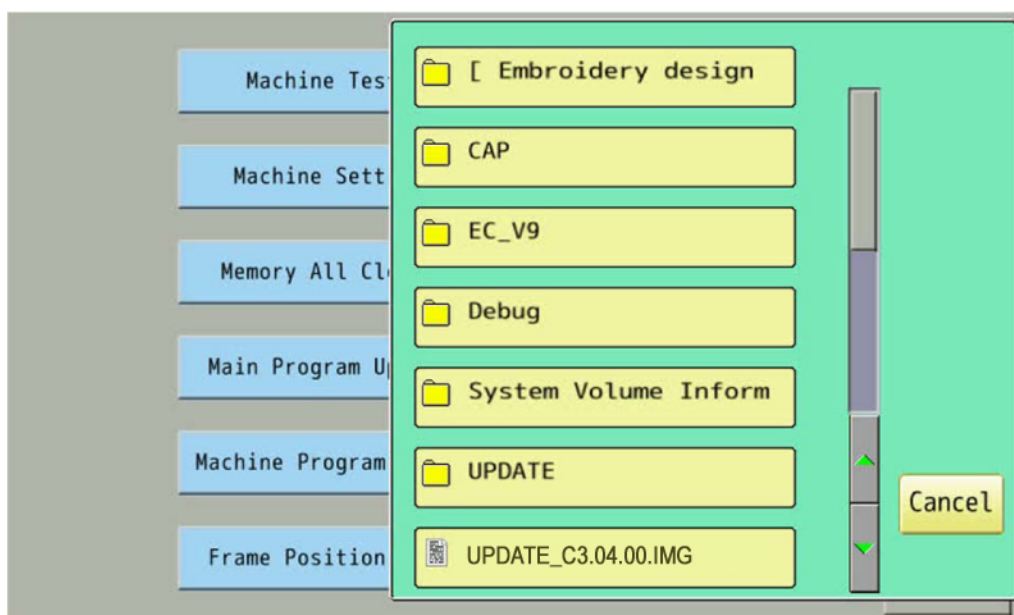 Machine Tes
Machine Sett
Memory All Cl
Main Program U
Machine Program
Frame Position
[ Embroidery design
CAP
EC_V9
Debug
System Volume Inform
UPDATE
UPDATE_C3.04.00.IMG
Cancel